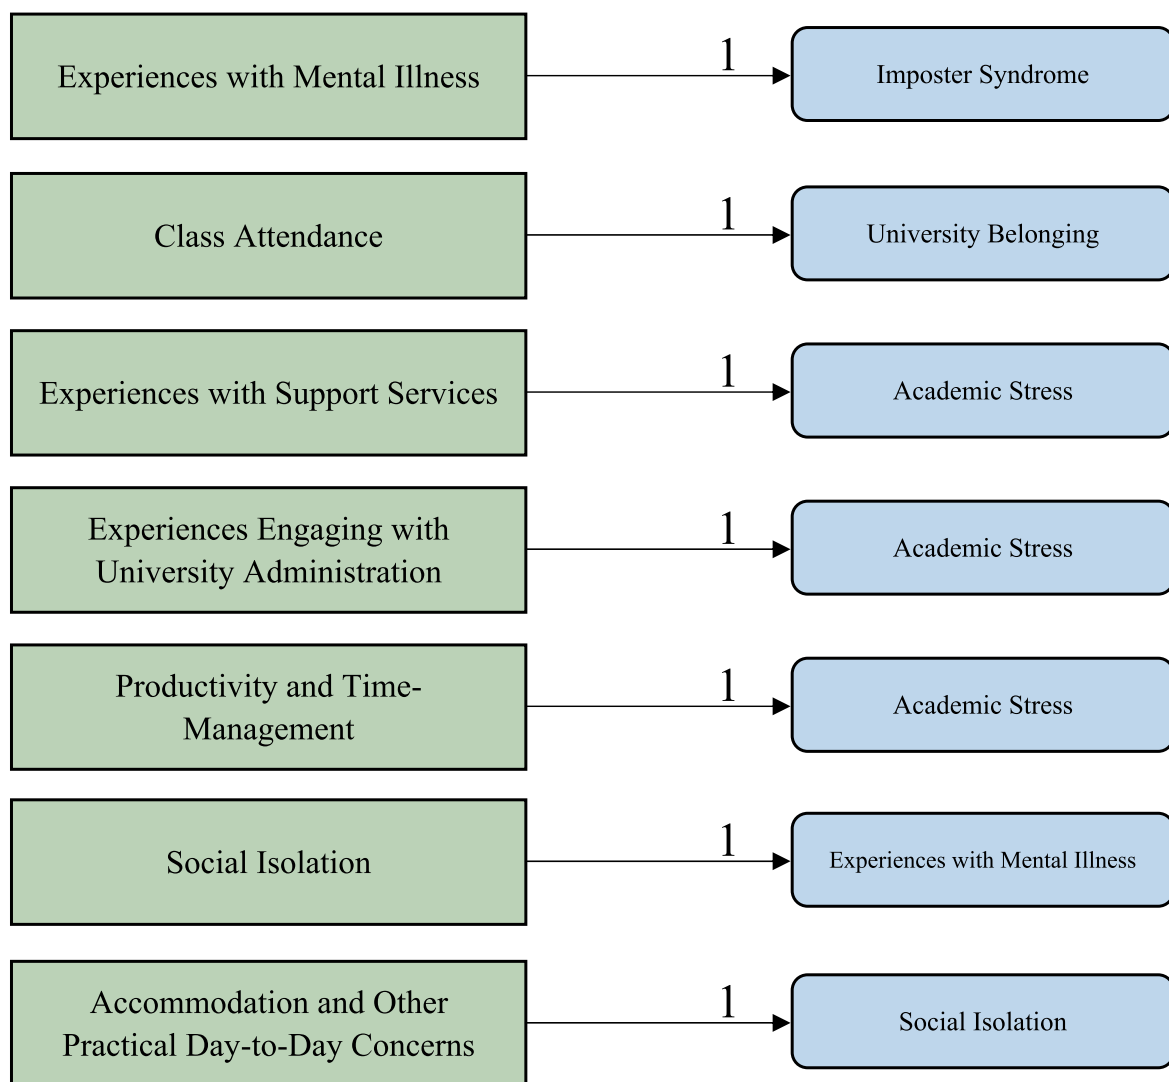 Experiences with Mental Illness
1
Imposter Syndrome
Class Attendance
1
University Belonging
Experiences with Support Services
1
Academic Stress
Experiences Engaging with
University Administration
1
Academic Stress
Productivity and Time-
Management
1
Academic Stress
Social Isolation
1
Experiences with Mental Illness
Accommodation and Other
Practical Day-to-Day Concerns
1
Social Isolation